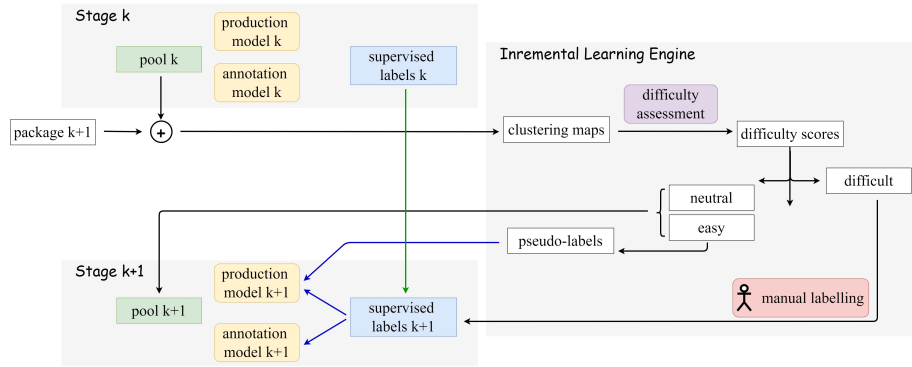 Stage k
production
model k
pool k
annotation
model k
supervised
labels k
Inremental Learning Engine
package k+1
+
clustering maps
difficulty
assessment
difficulty scores
difficult
neutral
easy
pseudo-labels
Stage k+1
production
model k+1
pool k+1
annotation
model k+1
supervised
labels k+1
manual labelling